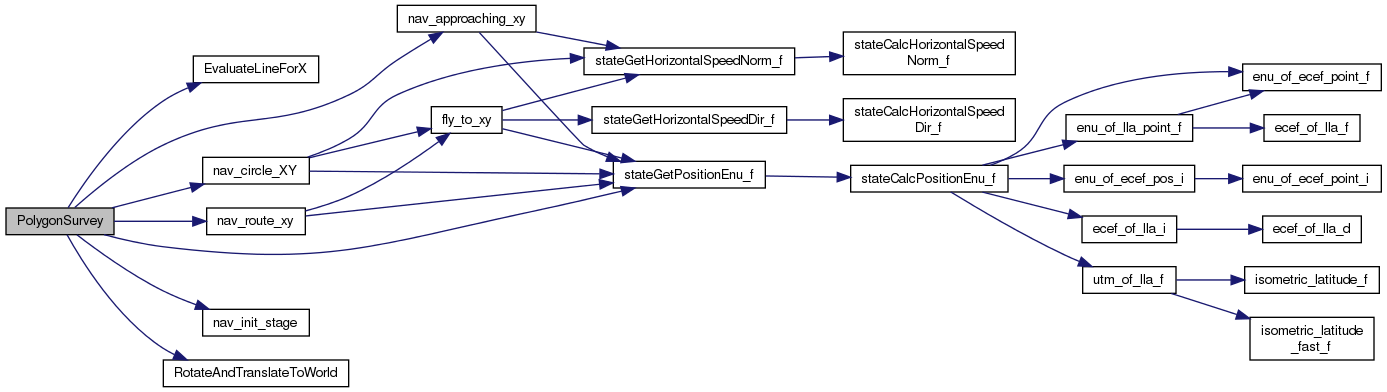 PolygonSurvey
EvaluateLineForX
nav_approaching_xy
nav_circle_XY
nav_route_xy
nav_init_stage
RotateAndTranslateToWorld
fly_to_xy
stateGetHorizontalSpeedNorm_f
stateGetHorizontalSpeedDir_f
stateGetPositionEnu_f
stateCalcHorizontalSpeed
Norm_f
stateCalcHorizontalSpeed
Dir_f
stateCalcPositionEnu_f
enu_of_lla_point_f
enu_of_ecef_pos_i
ecef_of_lla_i
utm_of_lla_f
enu_of_ecef_point_f
ecef_of_lla_f
enu_of_ecef_point_i
ecef_of_lla_d
isometric_latitude_f
isometric_latitude
_fast_f